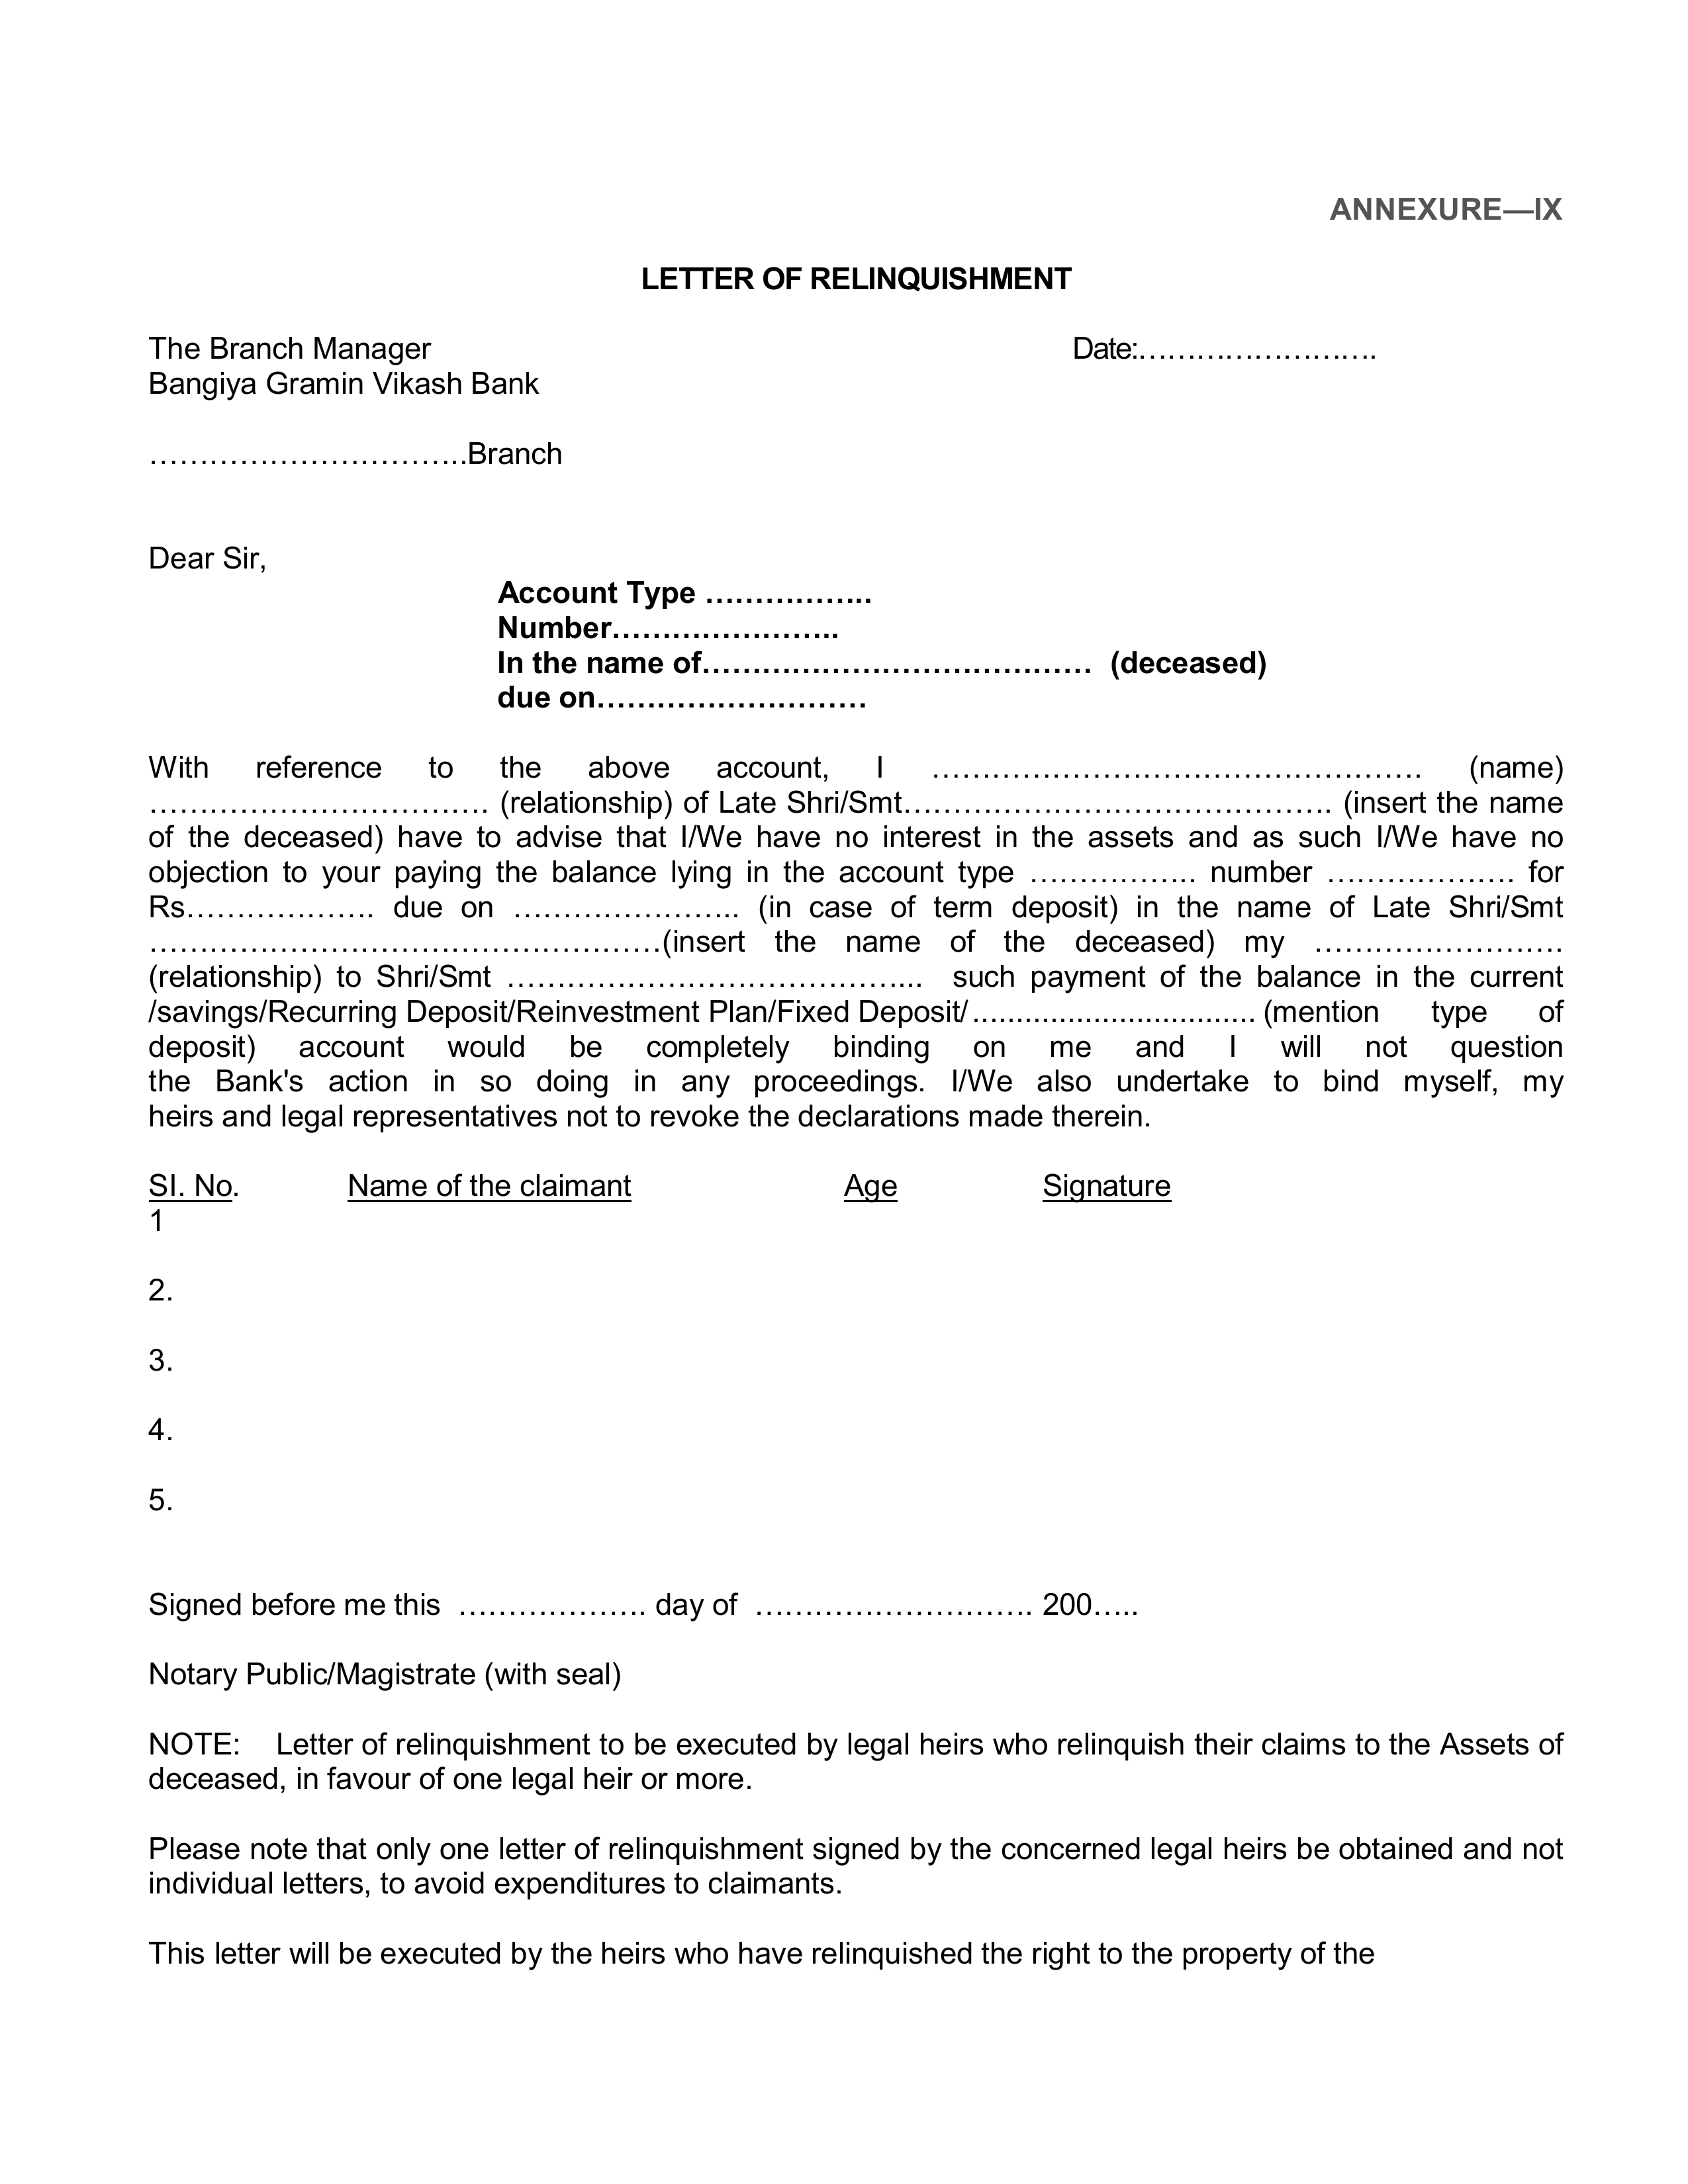 ANNEXURE—IX
LETTER OF RELINQUISHMENT
The Branch Manager Date:……………………
Bangiya Gramin Vikash Bank
…………………………..Branch
Dear Sir,
Account Type ……………..
Number…………………..
In the name of………………………………… (deceased)
due on………………………
With reference to the above account, I …………………………………………. (name)
……………………………. (relationship) of Late Shri/Smt……………………………………. (insert the name
of the deceased) have to advise that I/We have no interest in the assets and as such I/We have no
objection to your paying the balance lying in the account type …………….. number ………………. for
Rs………………. due on ………………….. (in case of term deposit) in the name of Late Shri/Smt
……………………………………………(insert the name of the deceased) my …………………….
(relationship) to Shri/Smt …………………………………... such payment of the balance in the current
/savings/Recurring Deposit/Reinvestment Plan/Fixed Deposit/............................... (mention type of
deposit) account would be completely binding on me and I will not question
the Bank's action in so doing in any proceedings. I/We also undertake to bind myself, my
heirs and legal representatives not to revoke the declarations made therein.
SI. No. Name of the claimant Age Signature
1
2.
3.
4.
5.
Signed before me this ………………. day of ………………………. 200…..
Notary Public/Magistrate (with seal)
NOTE: Letter of relinquishment to be executed by legal heirs who relinquish their claims to the Assets of
deceased, in favour of one legal heir or more.
Please note that only one letter of relinquishment signed by the concerned legal heirs be obtained and not
individual letters, to avoid expenditures to claimants.
This letter will be executed by the heirs who have relinquished the right to the property of the